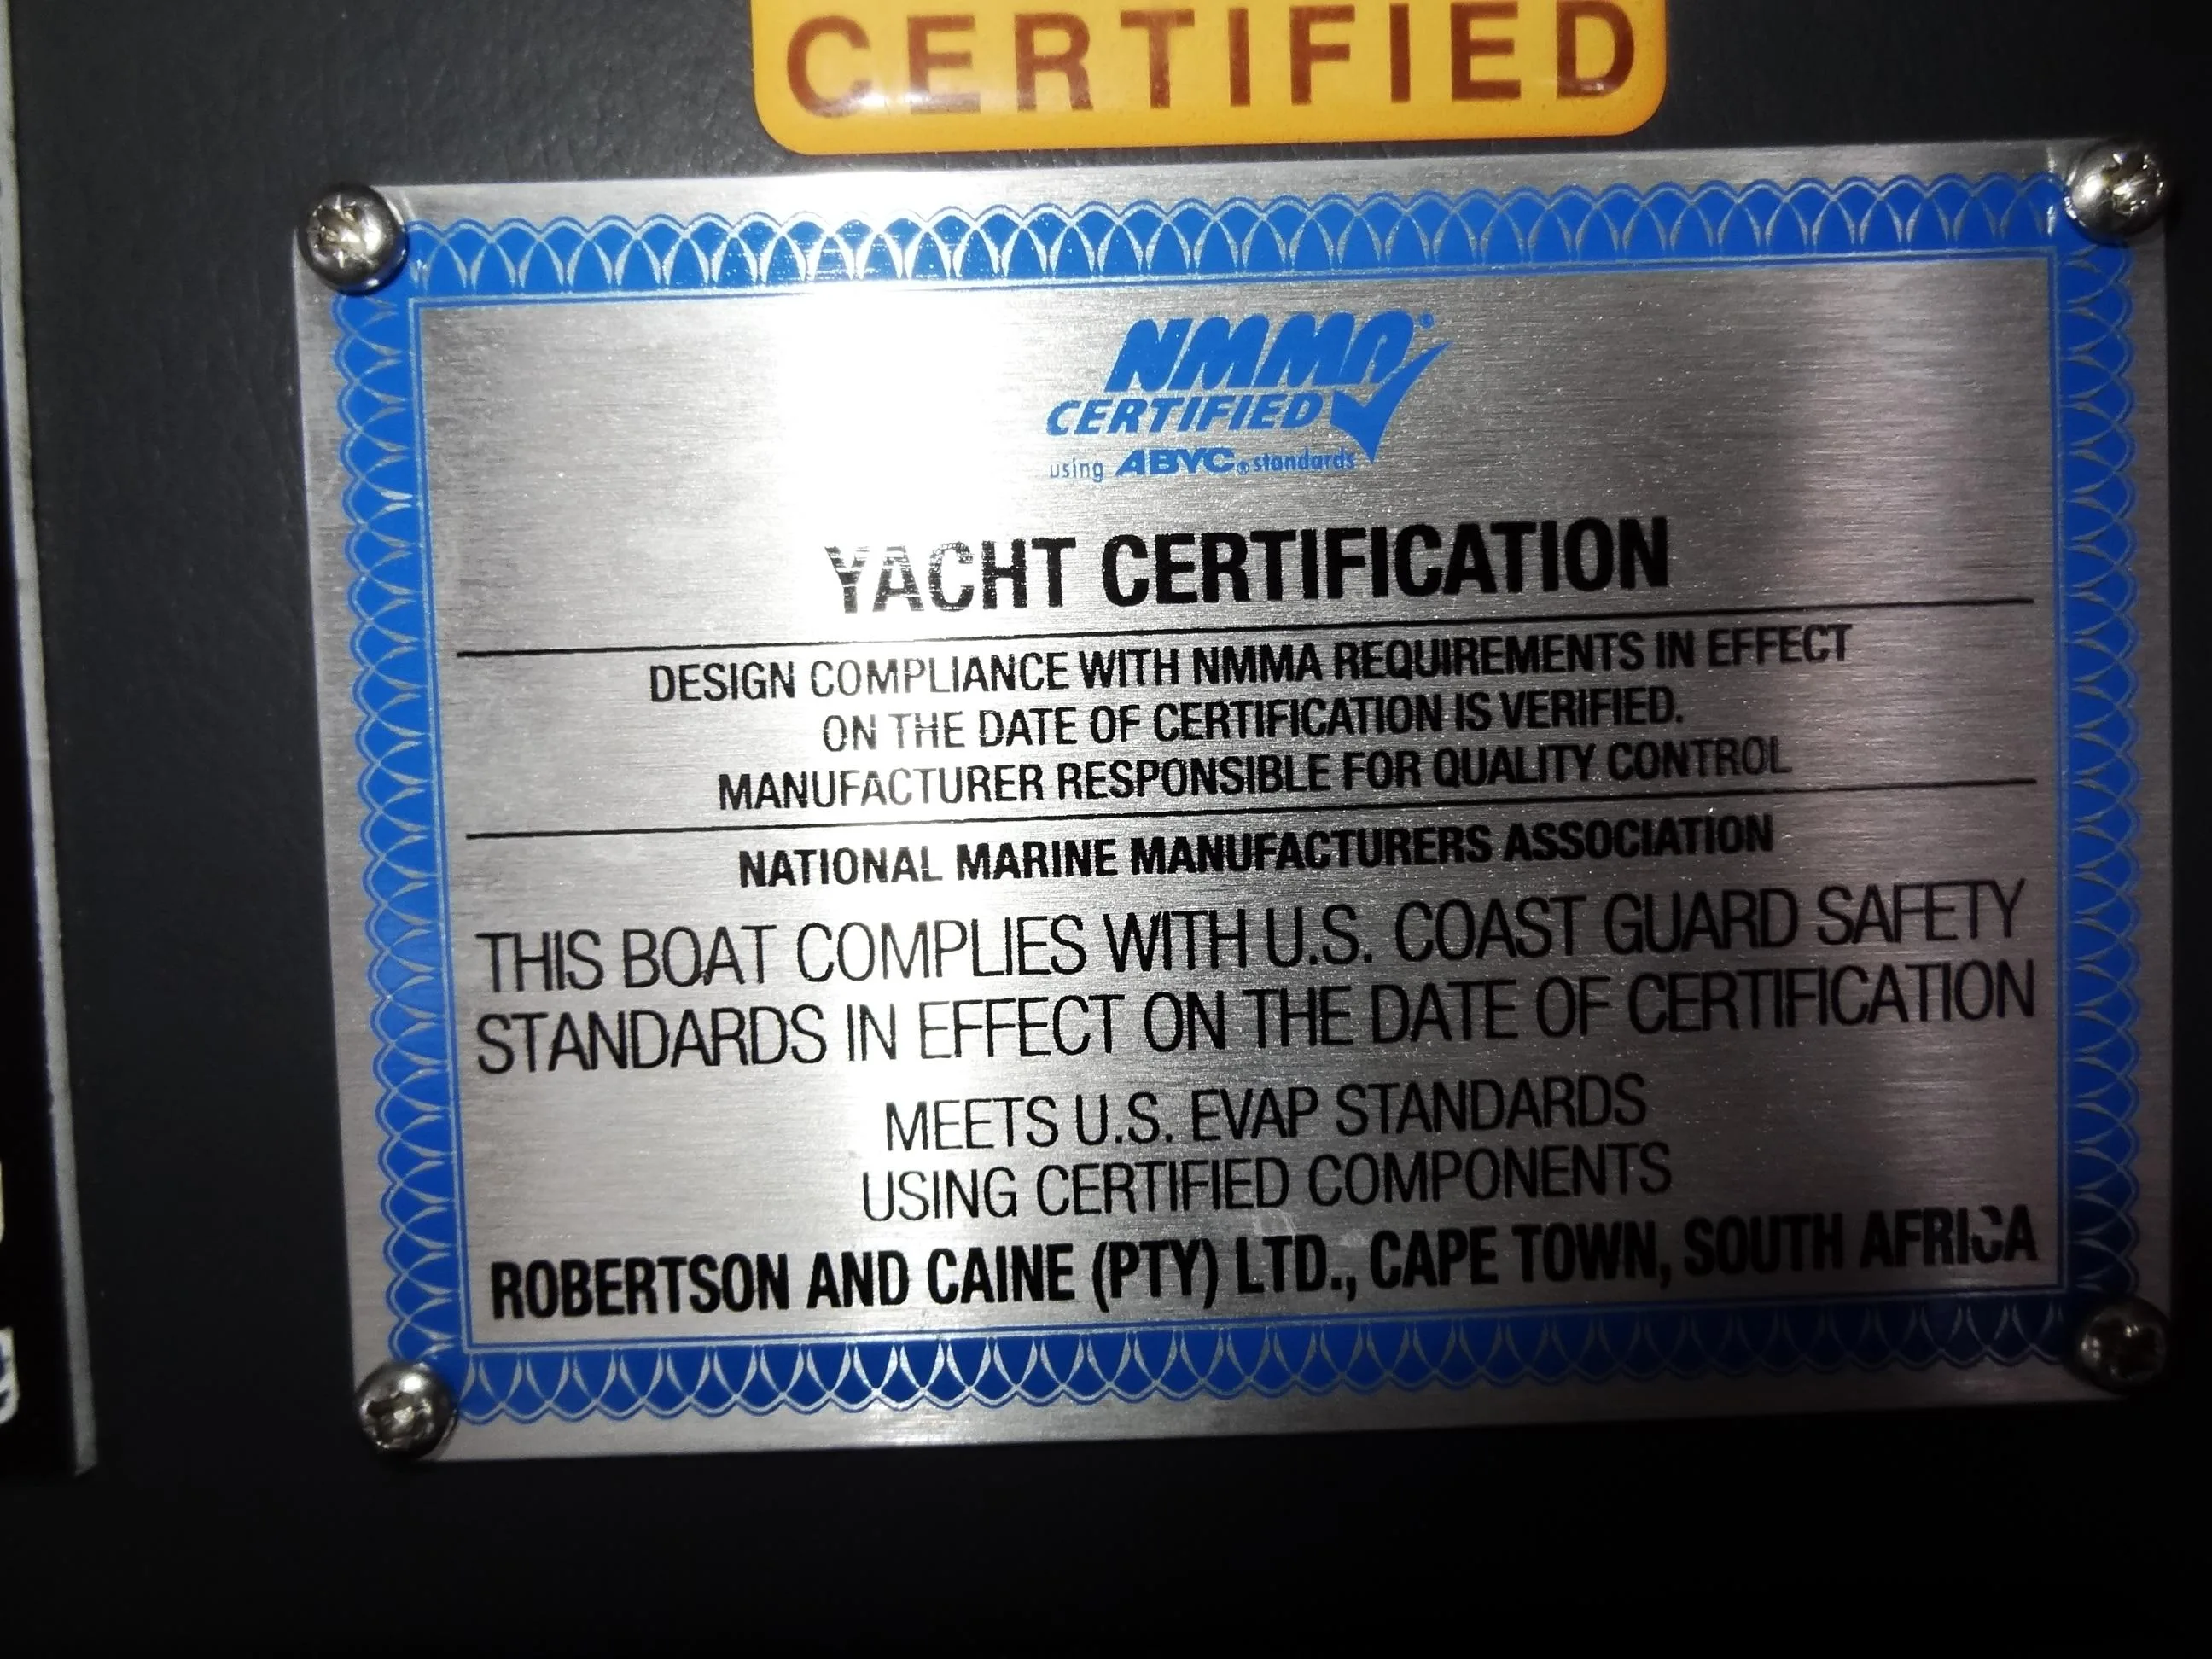 CERTIFIED
NMMA®
CERTIFIED
using ABYC® standards
YACHT CERTIFICATION
DESIGN COMPLIANCE WITH NMMA REQUIREMENTS IN EFFECT
ON THE DATE OF CERTIFICATION IS VERIFIED.
MANUFACTURER RESPONSIBLE FOR QUALITY CONTROL
NATIONAL MARINE MANUFACTURERS ASSOCIATION
THIS BOAT COMPLIES WITH U.S. COAST GUARD SAFETY
STANDARDS IN EFFECT ON THE DATE OF CERTIFICATION
MEETS U.S. EVAP STANDARDS
USING CERTIFIED COMPONENTS
ROBERTSON AND CAINE (PTY) LTD., CAPE TOWN, SOUTH AFRICA